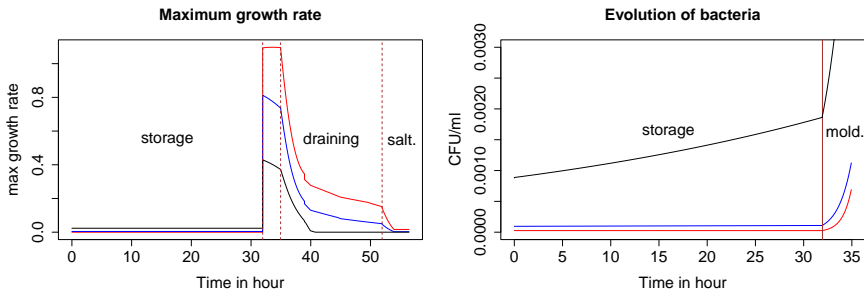 Maximum growth rate
max growth rate
0.0 0.4 0.8
storage
draining
salt.
0 10 20 30 40 50
Time in hour
Evolution of bacteria
CFU/ml
0.0000 0.0010 0.0020 0.0030
storage
mold.
0 5 10 15 20 25 30 35
Time in hour